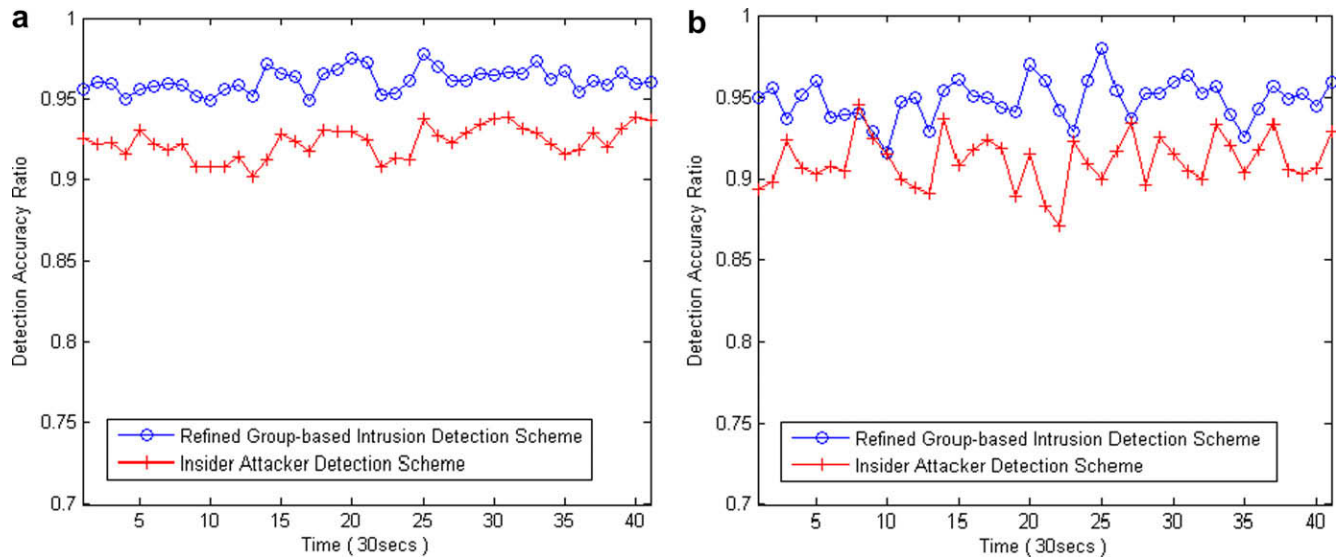 a
1
0.95
0.9
0.85
0.8
0.75
0.7
Detection Accuracy Ratio
Refined Group-based Intrusion Detection Scheme
Insider Attacker Detection Scheme
5 10 15 20 25 30 35 40
Time ( 30secs )
b
1
0.95
0.9
0.85
0.8
0.75
0.7
Detection Accuracy Ratio
Refined Group-based Intrusion Detection Scheme
Insider Attacker Detection Scheme
5 10 15 20 25 30 35 40
Time ( 30secs )